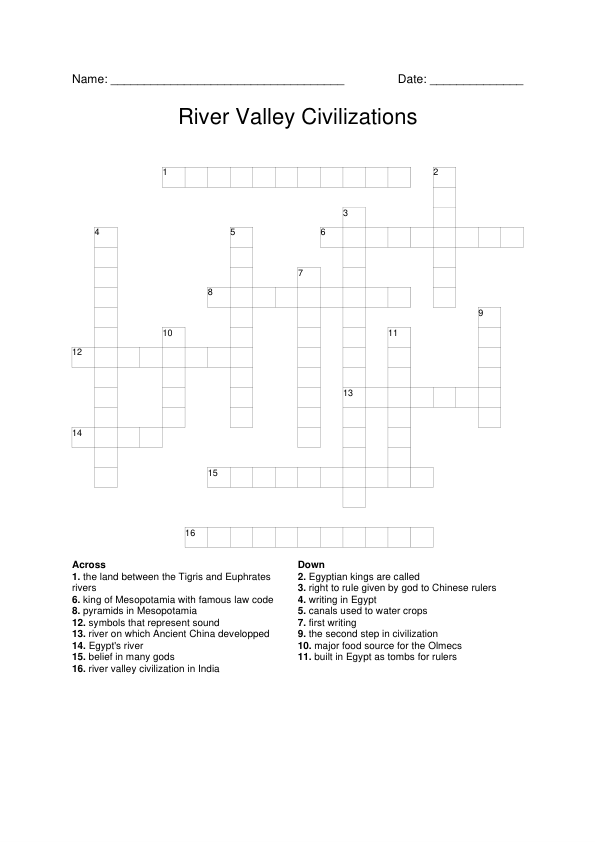 Name: ___________________________________ Date: ______________
River Valley Civilizations
1 2
3
4 5 6
7
8
9
10 11
12
13
14
15
16
Across
1. the land between the Tigris and Euphrates
rivers
6. king of Mesopotamia with famous law code
8. pyramids in Mesopotamia
12. symbols that represent sound
13. river on which Ancient China developped
14. Egypt's river
15. belief in many gods
16. river valley civilization in India
Down
2. Egyptian kings are called
3. right to rule given by god to Chinese rulers
4. writing in Egypt
5. canals used to water crops
7. first writing
9. the second step in civilization
10. major food source for the Olmecs
11. built in Egypt as tombs for rulers